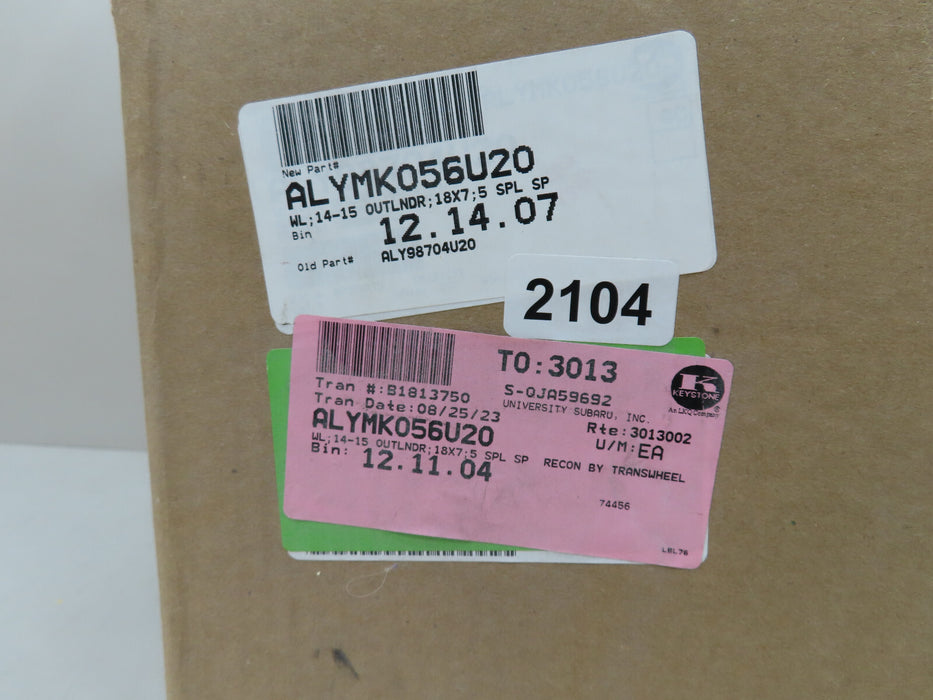 New Part#
ALYMK056U20
WL;14-15 OUTLNDR;18X7;5 SPL SP
Bin 12.14.07
Old Part# ALY98704U20
2104
TO:3013
Tran #:B1813750
S-QJA59692
Tran Date:08/25/23
UNIVERSITY SUBARU, INC.
K
KEYSTONE
An LKQ Company
ALYMK056U20
Rte:3013002
U/M:EA
WL;14-15 OUTLNDR;18X7;5 SPL SP
Bin: 12.11.04
RECON BY TRANSWHEEL
74456
LBL76